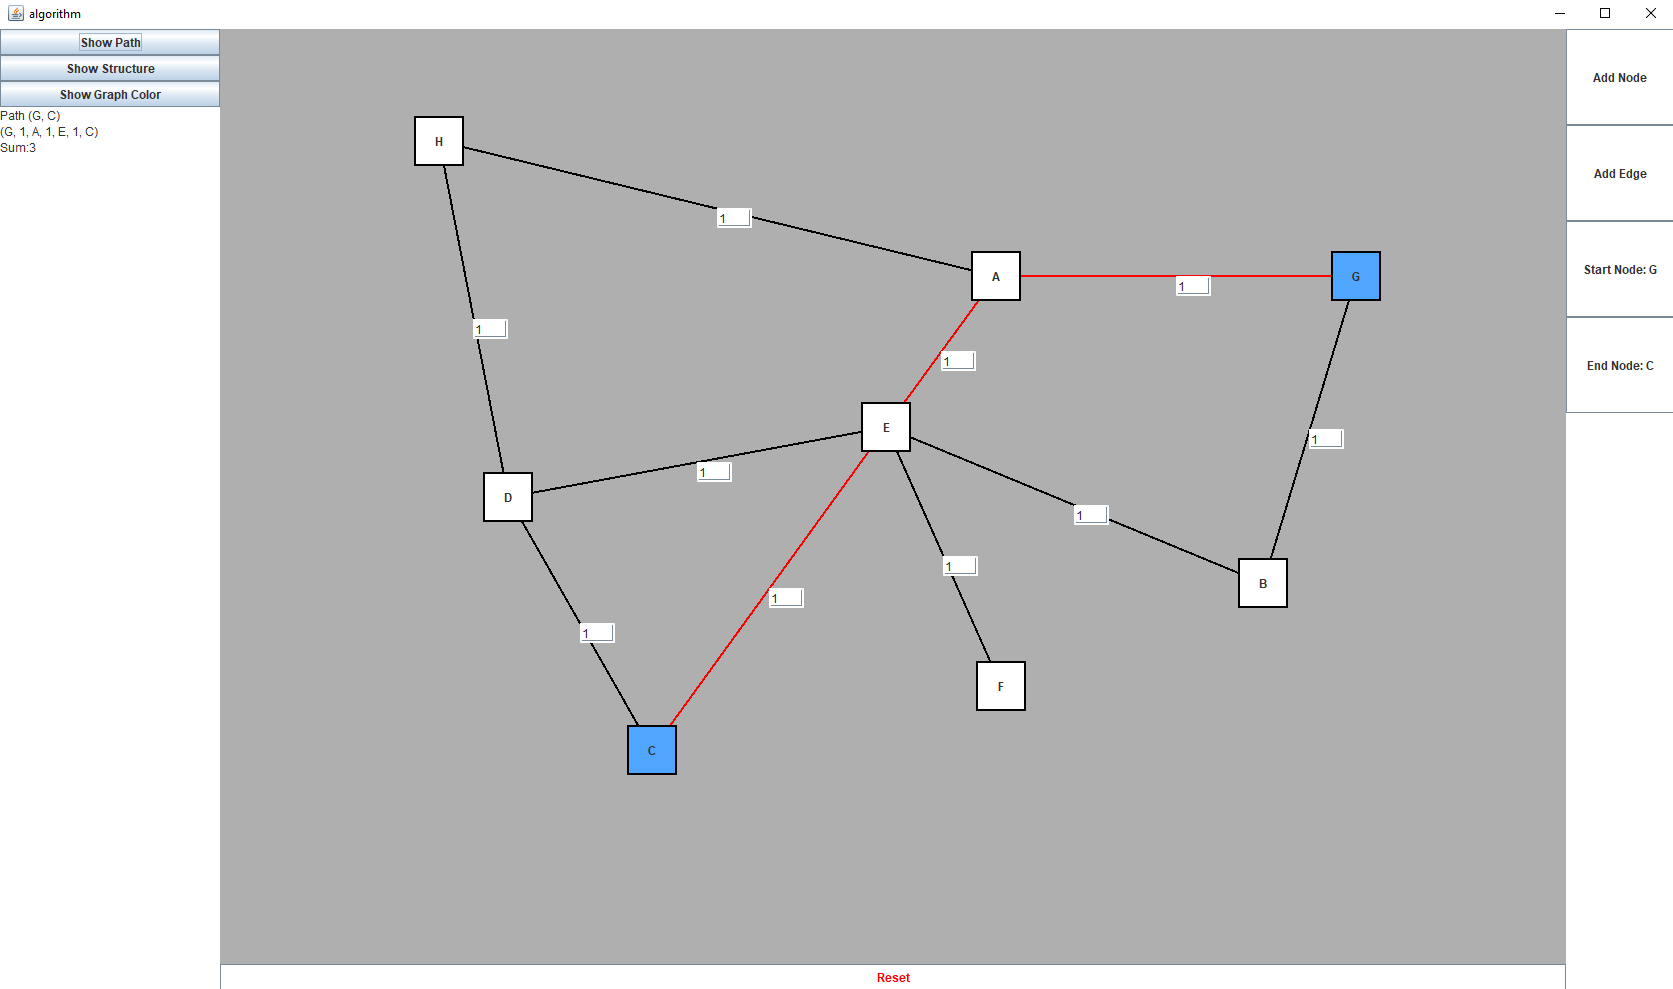 algorithm
Show Path
Show Structure
Show Graph Color
Path (G, C)
(G, 1, A, 1, E, 1, C)
Sum:3
H
1
A
G
1
1
1
E
1
D
1
1
1
B
1
1
F
C
Add Node
Add Edge
Start Node: G
End Node: C
Reset